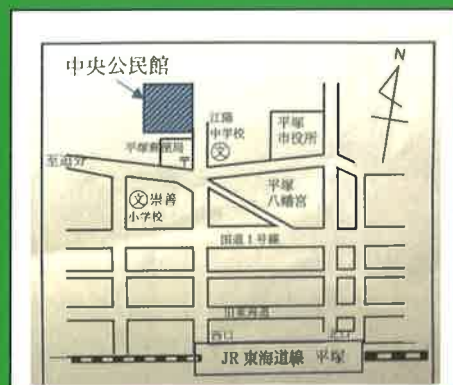 中央公民館
N
江陽
中学校
文
平塚
市役所
平塚郵便局
〒
至追分
文 崇善
小学校
平塚
八幡宮
国道1号線
旧東海道
西口
JR 東海道線 平塚